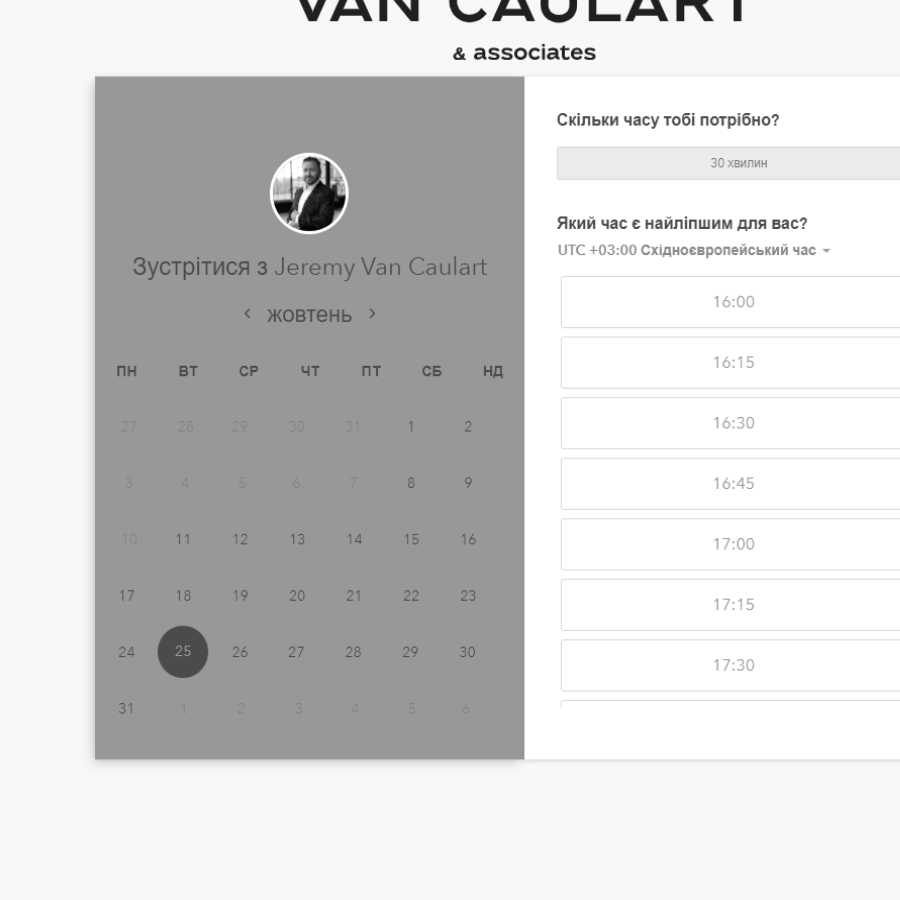 VAN CAULART
& associates
Зустрітися з Jeremy Van Caulart
жовтень
ПН ВТ СР ЧТ ПТ СБ НД
27 28 29 30 31 1 2
3 4 5 6 7 8 9
10 11 12 13 14 15 16
17 18 19 20 21 22 23
24 25 26 27 28 29 30
31 1 2 3 4 5 6
Скільки часу тобі потрібно?
30 хвилин
Який час є найліпшим для вас?
UTC +03:00 Східноєвропейський час
16:00
16:15
16:30
16:45
17:00
17:15
17:30